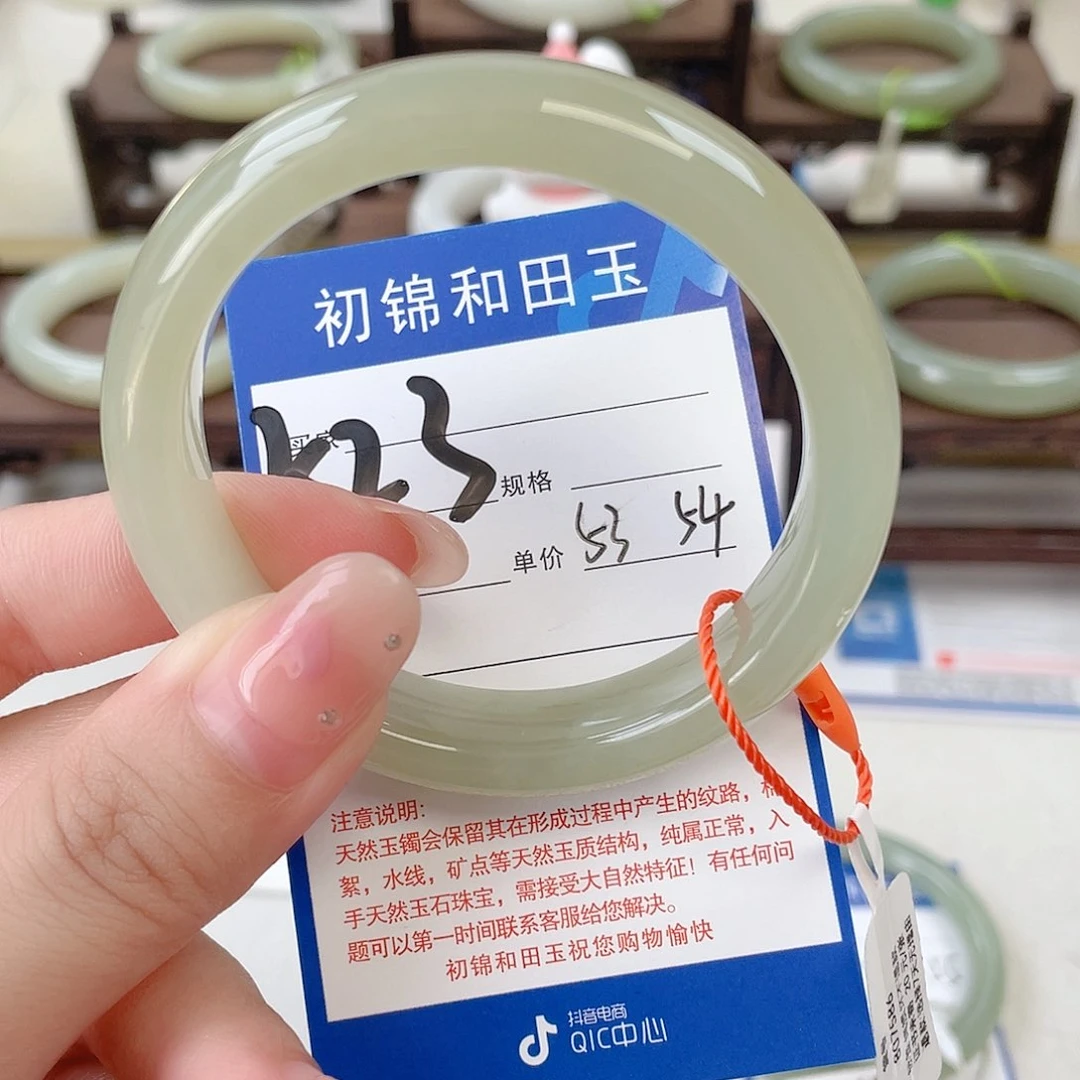 初锦和田玉
规格
单价 53 54
注意说明:
天然玉镯会保留其在形成过程中产生的纹路，棉
絮，水线，矿点等天然玉质结构，纯属正常，入
手天然玉石珠宝，需接受大自然特征！有任何问
题可以第一时间联系客服给您解决。
初锦和田玉祝您购物愉快
抖音电商
QIC中心